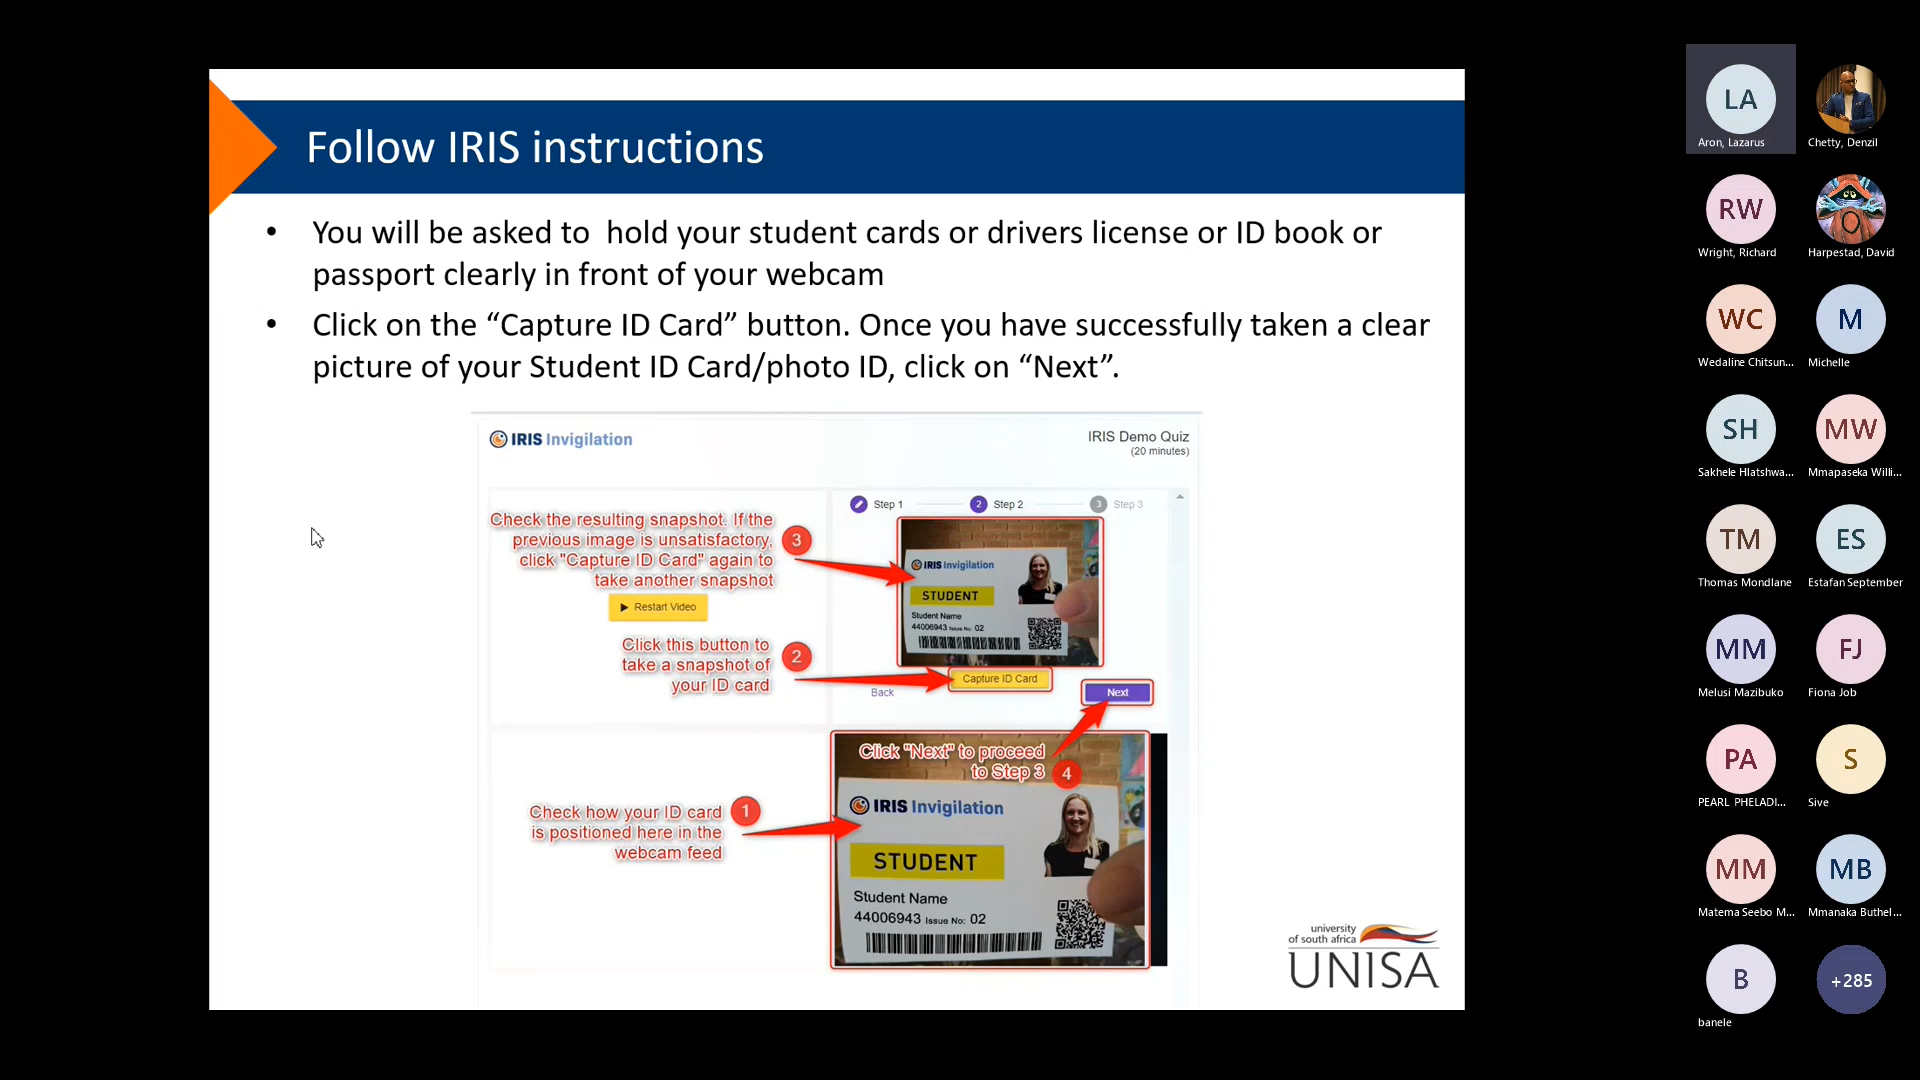 Follow IRIS instructions
• You will be asked to  hold your student cards or drivers license or ID book or
passport clearly in front of your webcam
• Click on the “Capture ID Card” button. Once you have successfully taken a clear
picture of your Student ID Card/photo ID, click on “Next”.
IRIS Invigilation
IRIS Demo Quiz
(20 minutes)
Step 1
2 Step 2
3 Step 3
Check the resulting snapshot. If the
previous image is unsatisfactory,
click "Capture ID Card" again to
take another snapshot
3
Restart Video
IRIS Invigilation
STUDENT
Student Name
44006943 Issue No: 02
Click this button to
take a snapshot of
your ID card
2
Capture ID Card
Back
Next
Click "Next" to proceed
to Step 3
4
Check how your ID card
is positioned here in the
webcam feed
1
IRIS Invigilation
STUDENT
Student Name
44006943 Issue No: 02
university
of south africa
UNISA
LA
Aron, Lazarus
Chetty, Denzil
RW
Wright, Richard
Harpestad, David
WC
Wedaline Chitsun...
M
Michelle
SH
Sakhele Hlatshwa...
MW
Mmapaseka Willi...
TM
Thomas Mondlane
ES
Estafan September
MM
Melusi Mazibuko
FJ
Fiona Job
PA
PEARL PHELADI...
S
Sive
MM
Matema Seebo M...
MB
Mmanaka Buthel...
B
banele
+285